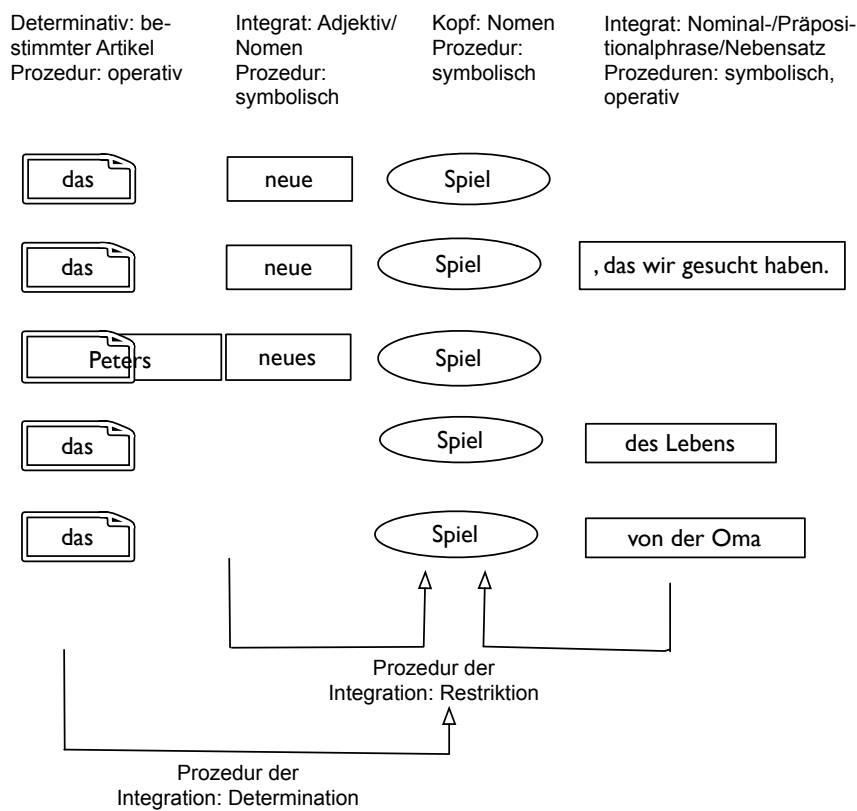 Determinativ: be-
stimmter Artikel
Prozedur: operativ
Integrat: Adjektiv/
Nomen
Prozedur:
symbolisch
Kopf: Nomen
Prozedur:
symbolisch
Integrat: Nominal-/Präposi-
tionalphrase/Nebensatz
Prozeduren: symbolisch,
operativ
das neue Spiel
das neue Spiel , das wir gesucht haben.
Peters neues Spiel
das Spiel des Lebens
das Spiel von der Oma
Prozedur der
Integration: Restriktion
Prozedur der
Integration: Determination